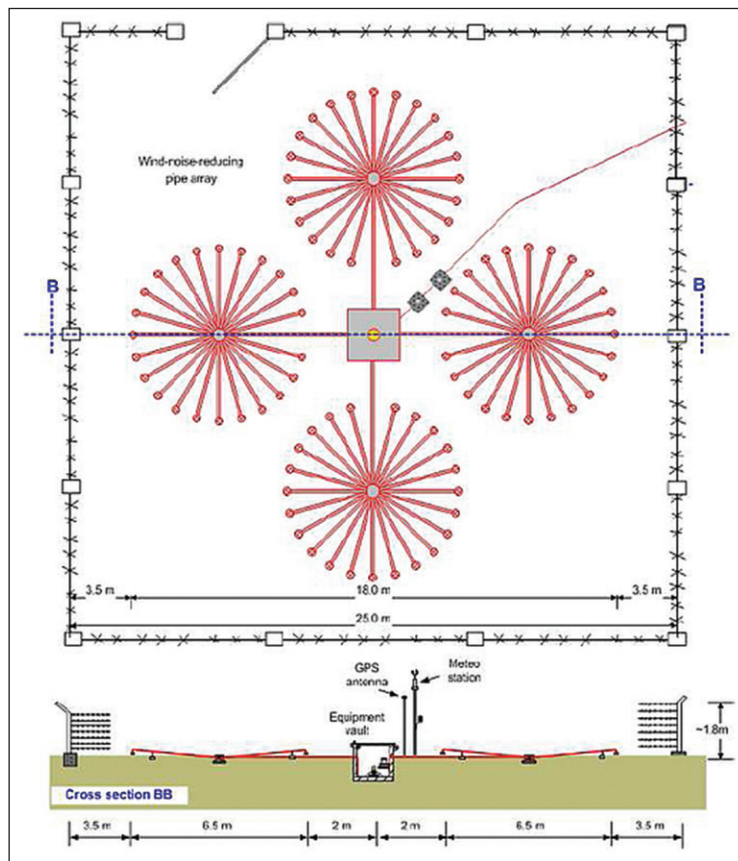 Wind-noise-reducing
pipe array
B
B
3.5 m
18.0 m
3.5 m
25.0 m
GPS
antenna
Meteo
station
Equipment
vault
~1.8m
Cross section BB
3.5 m
6.5 m
2 m
2 m
6.5 m
3.5 m